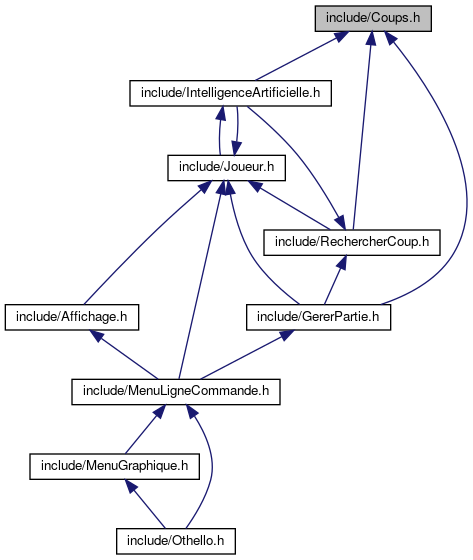 include/Coups.h
include/IntelligenceArtificielle.h
include/Joueur.h
include/RechercherCoup.h
include/Affichage.h
include/GererPartie.h
include/MenuLigneCommande.h
include/MenuGraphique.h
include/Othello.h